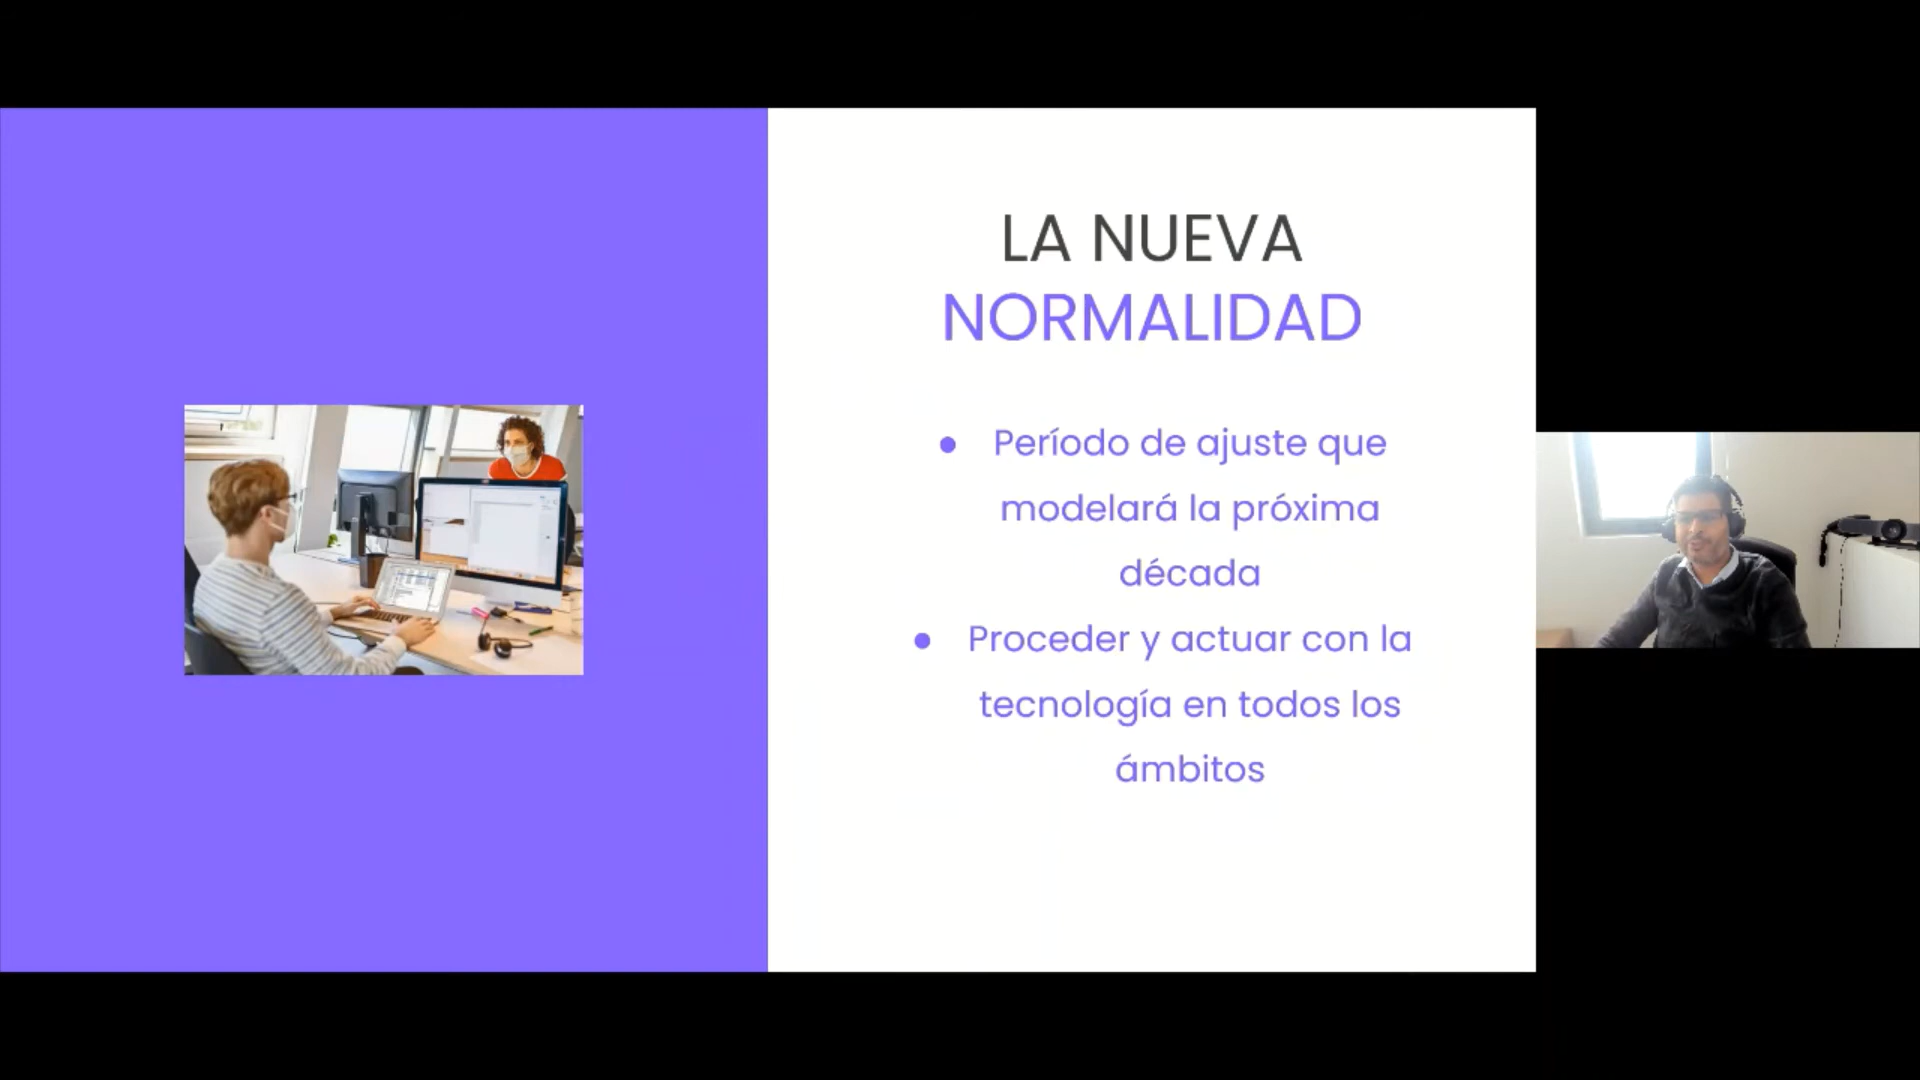 LA NUEVA
NORMALIDAD
● Período de ajuste que
modelará la próxima
década
● Proceder y actuar con la
tecnología en todos los
ámbitos